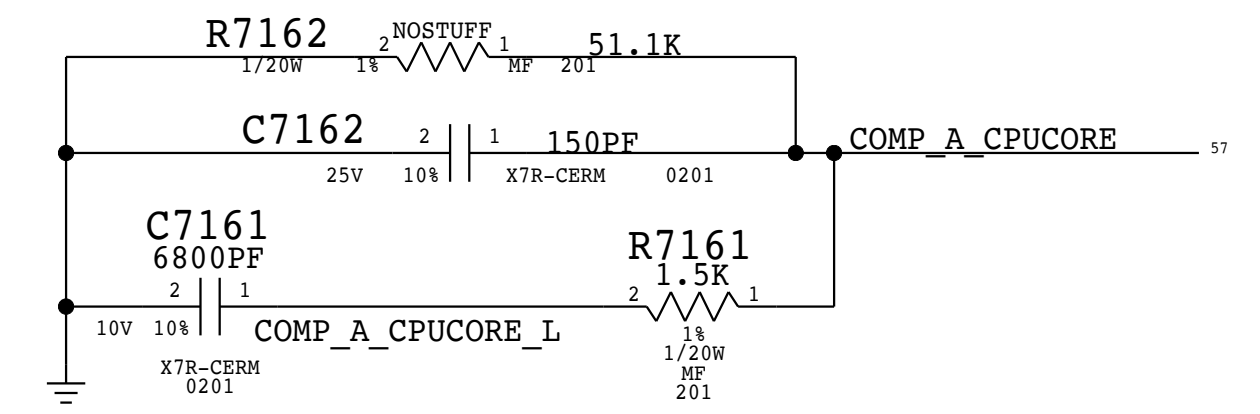 R7162 2 NOSTUFF 1 51.1K
1/20W 1% MF 201
C7162 2 1 150PF COMP_A_CPUCORE 57
25V 10% X7R-CERM 0201
C7161
6800PF
2 1
10V 10% COMP_A_CPUCORE_L
X7R-CERM
0201
R7161
1.5K
2 1
1%
1/20W
MF
201